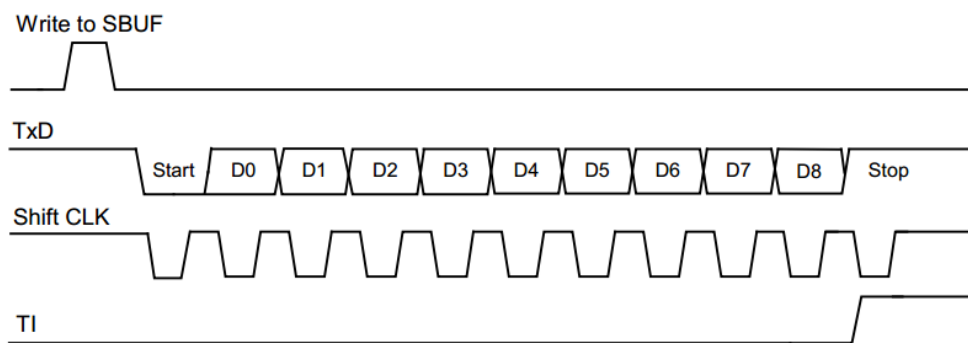 Write to SBUF
TxD
Start D0 D1 D2 D3 D4 D5 D6 D7 D8 Stop
Shift CLK
TI